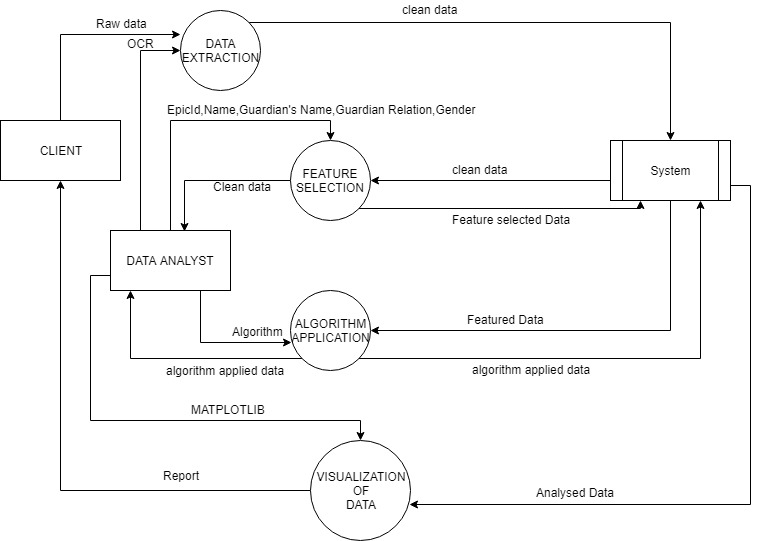 clean data
Raw data
OCR
DATA
EXTRACTION
EpicId,Name,Guardian's Name,Guardian Relation,Gender
CLIENT
FEATURE
SELECTION
clean data
System
Clean data
Feature selected Data
DATA ANALYST
ALGORITHM
APPLICATION
Featured Data
Algorithm
algorithm applied data
algorithm applied data
MATPLOTLIB
VISUALIZATION
OF
DATA
Report
Analysed Data